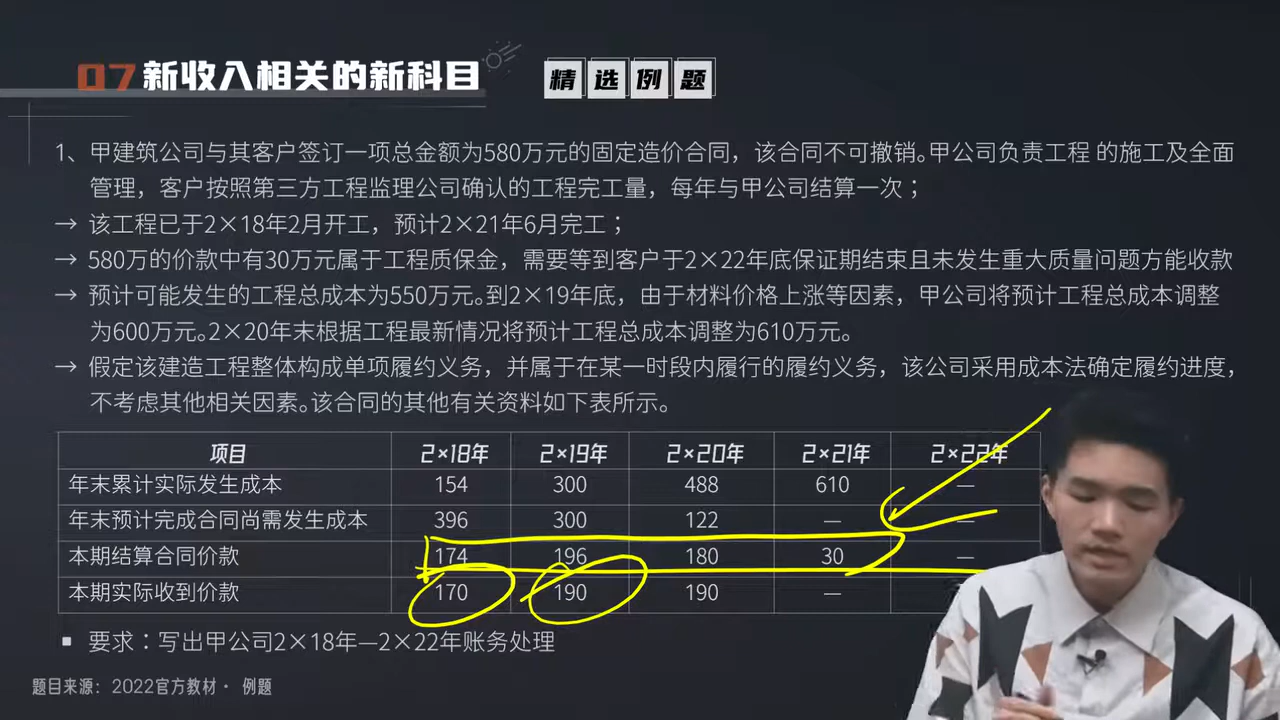 07 新收入相关的新科目 精选例题
1、甲建筑公司与其客户签订一项总金额为580万元的固定造价合同，该合同不可撤销。甲公司负责工程 的施工及全面
管理，客户按照第三方工程监理公司确认的工程完工量，每年与甲公司结算一次；
→ 该工程已于2×18年2月开工，预计2×21年6月完工；
→ 580万的价款中有30万元属于工程质保金，需要等到客户于2×22年底保证期结束且未发生重大质量问题方能收款
→ 预计可能发生的工程总成本为550万元。到2×19年底，由于材料价格上涨等因素，甲公司将预计工程总成本调整
为600万元。2×20年末根据工程最新情况将预计工程总成本调整为610万元。
→ 假定该建造工程整体构成单项履约义务，并属于在某一时段内履行的履约义务，该公司采用成本法确定履约进度，
不考虑其他相关因素。该合同的其他有关资料如下表所示。
项目 2×18年 2×19年 2×20年 2×21年 2×22年
年末累计实际发生成本 154 300 488 610 —
年末预计完成合同尚需发生成本 396 300 122 — —
本期结算合同价款 174 196 180 30 —
本期实际收到价款 170 190 190 —
▪ 要求：写出甲公司2×18年—2×22年账务处理
题目来源：2022官方教材· 例题